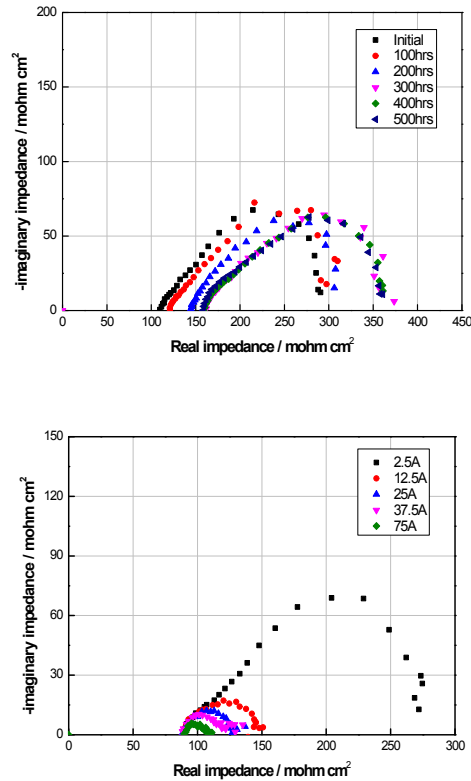 200
150
100
50
0
-imaginary impedance / mohm cm²
Initial
100hrs
200hrs
300hrs
400hrs
500hrs
0 50 100 150 200 250 300 350 400 450
Real impedance / mohm cm²
150
120
90
60
30
0
-imaginary impedance / mohm cm²
2.5A
12.5A
25A
37.5A
75A
0 50 100 150 200 250 300
Real impedance / mohm cm²